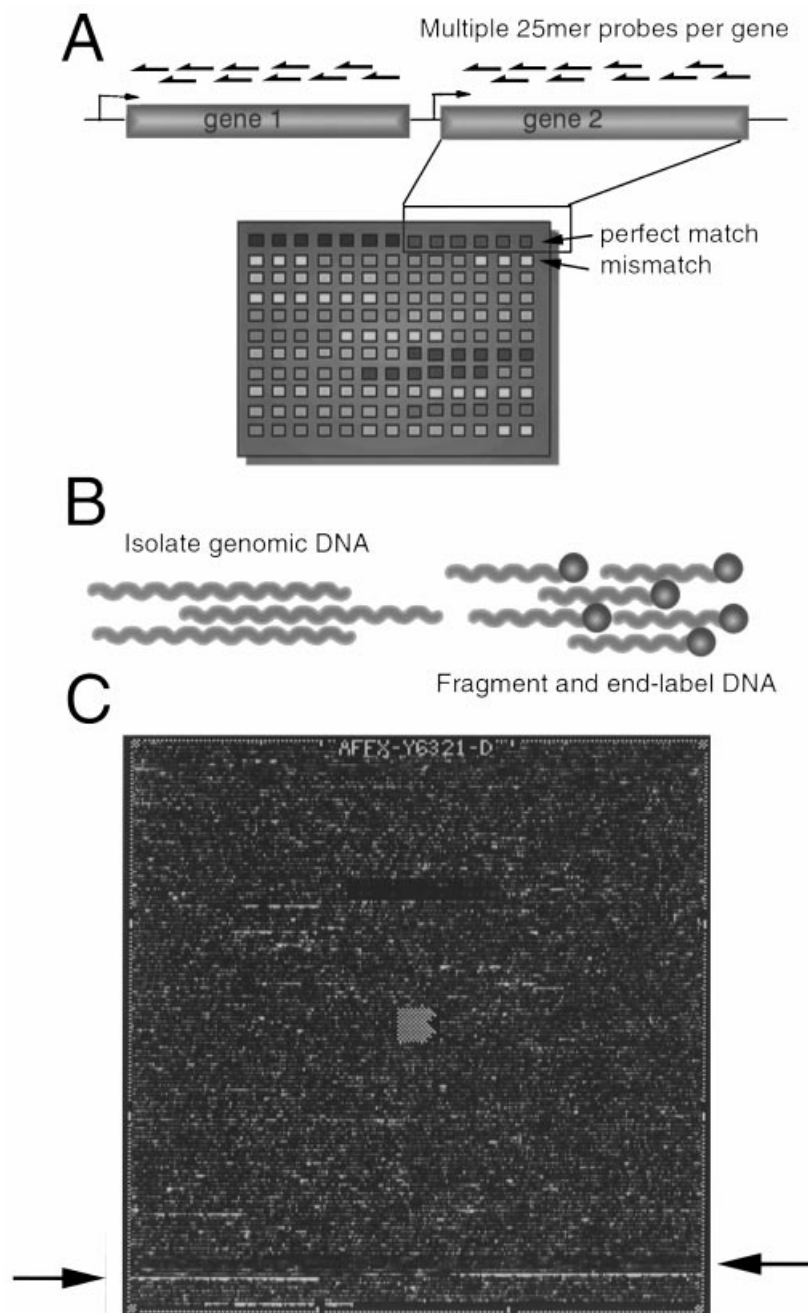 A
Multiple 25mer probes per gene
gene 1
gene 2
perfect match
mismatch
B
Isolate genomic DNA
Fragment and end-label DNA
C
AFFX-Y6321-D